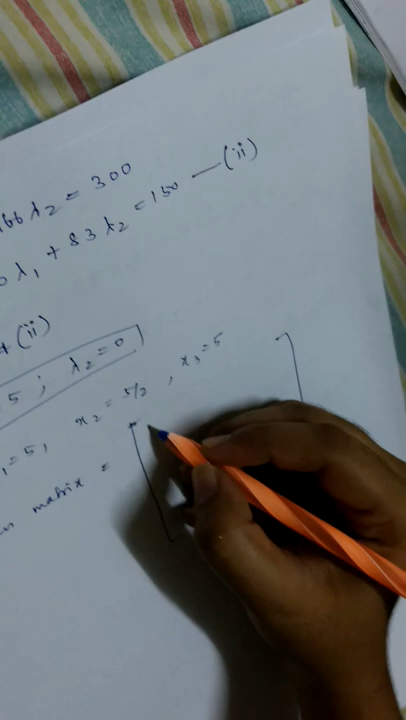 66 λ₂ = 300
λ₁ + 83 λ₂ = 150 — (ii)
(ii)
5 ; λ₂ = 0
₁ = 5, x₂ = 5/2 , x₃ = 5
matrix = [